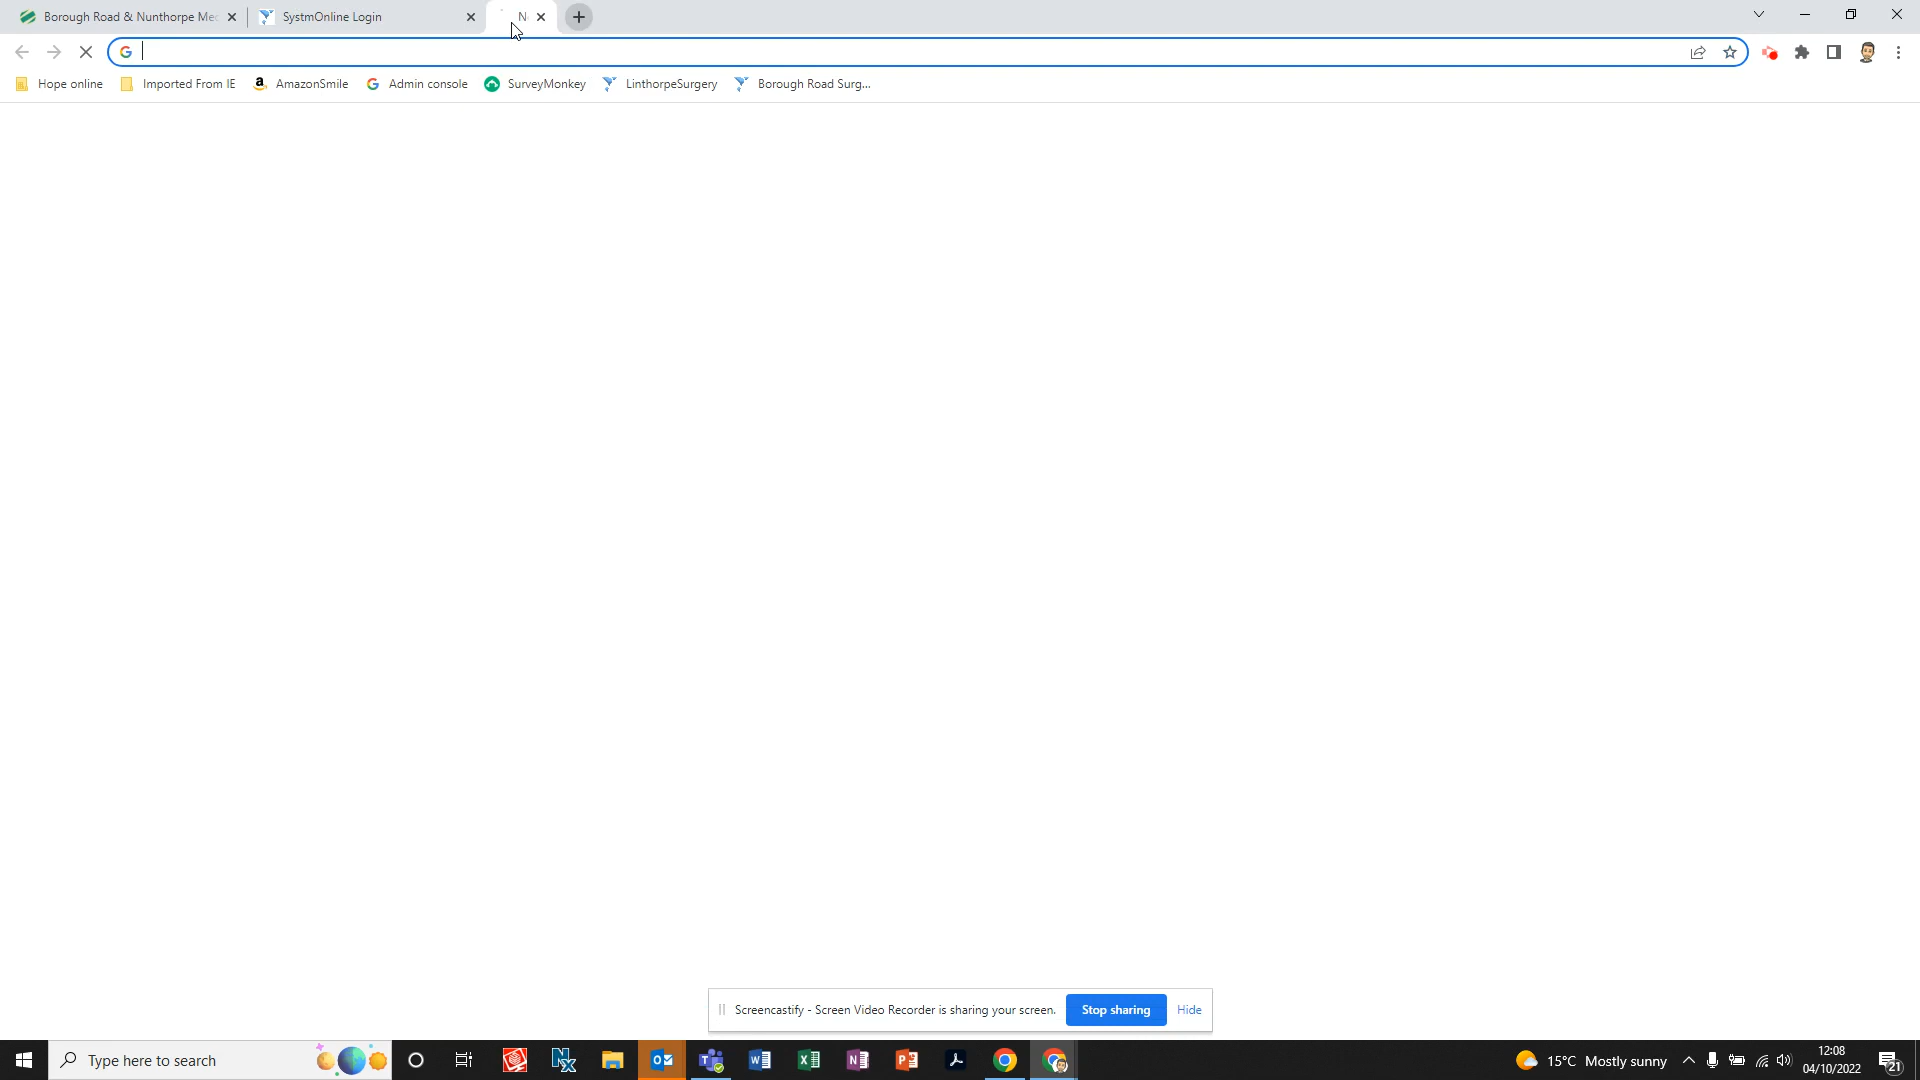 Borough Road & Nunthorpe Mec
SystmOnline Login
N
Hope online
Imported From IE
AmazonSmile
Admin console
SurveyMonkey
LinthorpeSurgery
Borough Road Surg...
Screencastify - Screen Video Recorder is sharing your screen.
Stop sharing
Hide
Type here to search
15°C Mostly sunny
12:08
04/10/2022
21